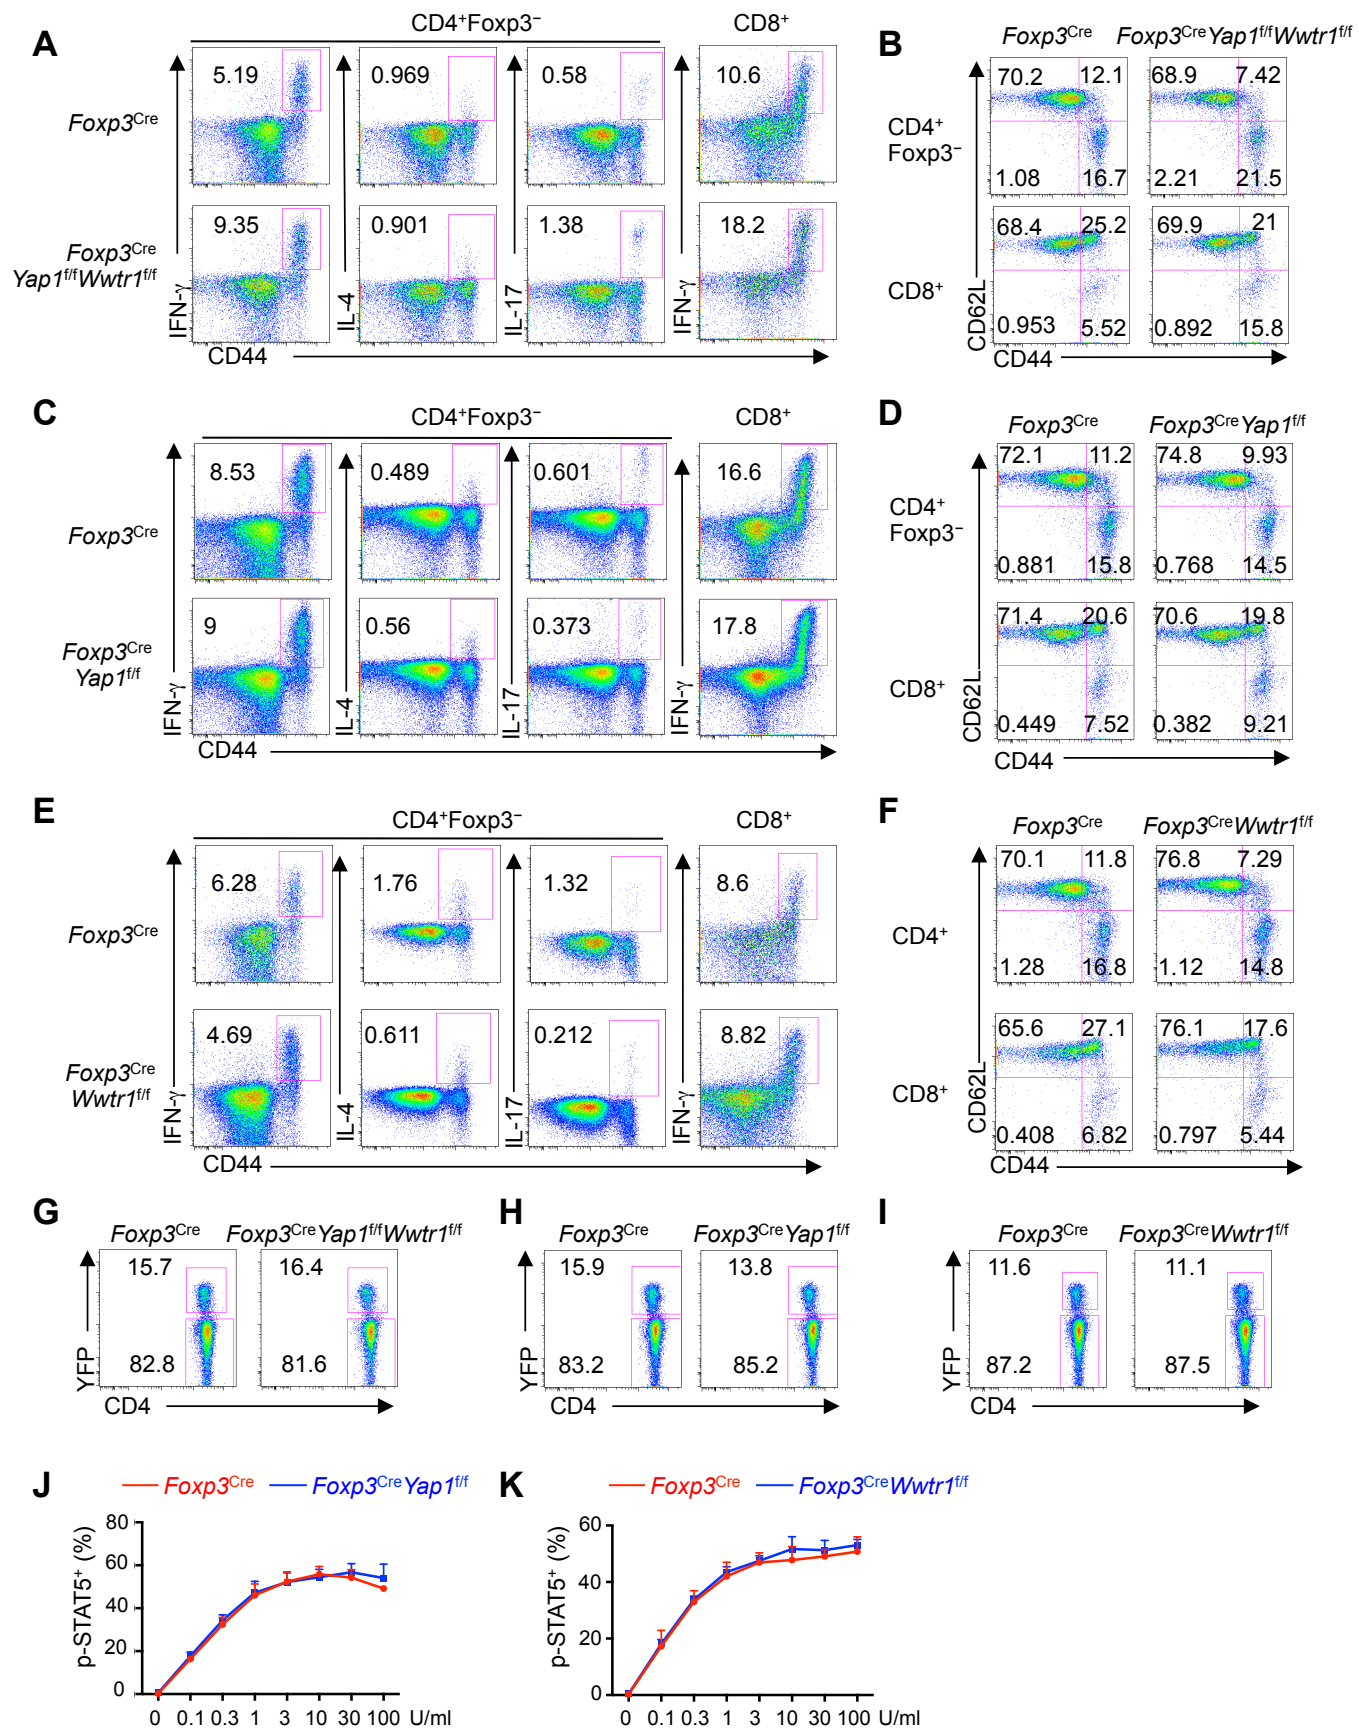 A
CD4⁺Foxp3⁻
CD8⁺
Foxp3ᶜʳᵉ
5.19
0.969
0.58
10.6
Foxp3ᶜʳᵉ
Yap1ᶠ/ᶠWwtr1ᶠ/ᶠ
9.35
0.901
1.38
18.2
IFN-γ
IL-4
IL-17
IFN-γ
CD44
B
Foxp3ᶜʳᵉ
Foxp3ᶜʳᵉYap1ᶠ/ᶠWwtr1ᶠ/ᶠ
CD4⁺
Foxp3⁻
70.2 12.1
68.9 7.42
1.08 16.7
2.21 21.5
CD8⁺
68.4 25.2
69.9 21
0.953 5.52
0.892 15.8
CD62L
CD44
C
CD4⁺Foxp3⁻
CD8⁺
Foxp3ᶜʳᵉ
8.53
0.489
0.601
16.6
Foxp3ᶜʳᵉ
Yap1ᶠ/ᶠ
9
0.56
0.373
17.8
IFN-γ
IL-4
IL-17
IFN-γ
CD44
D
Foxp3ᶜʳᵉ
Foxp3ᶜʳᵉYap1ᶠ/ᶠ
CD4⁺
Foxp3⁻
72.1 11.2
74.8 9.93
0.881 15.8
0.768 14.5
CD8⁺
71.4 20.6
70.6 19.8
0.449 7.52
0.382 9.21
CD62L
CD44
E
CD4⁺Foxp3⁻
CD8⁺
Foxp3ᶜʳᵉ
6.28
1.76
1.32
8.6
Foxp3ᶜʳᵉ
Wwtr1ᶠ/ᶠ
4.69
0.611
0.212
8.82
IFN-γ
IL-4
IL-17
IFN-γ
CD44
F
Foxp3ᶜʳᵉ
Foxp3ᶜʳᵉWwtr1ᶠ/ᶠ
CD4⁺
70.1 11.8
76.8 7.29
1.28 16.8
1.12 14.8
CD8⁺
65.6 27.1
76.1 17.6
0.408 6.82
0.797 5.44
CD62L
CD44
G
Foxp3ᶜʳᵉ
Foxp3ᶜʳᵉYap1ᶠ/ᶠWwtr1ᶠ/ᶠ
15.7
16.4
82.8
81.6
YFP
CD4
H
Foxp3ᶜʳᵉ
Foxp3ᶜʳᵉYap1ᶠ/ᶠ
15.9
13.8
83.2
85.2
YFP
CD4
I
Foxp3ᶜʳᵉ
Foxp3ᶜʳᵉWwtr1ᶠ/ᶠ
11.6
11.1
87.2
87.5
YFP
CD4
J
Foxp3ᶜʳᵉ
Foxp3ᶜʳᵉYap1ᶠ/ᶠ
p-STAT5⁺ (%)
80
60
40
20
0
0 0.1 0.3 1 3 10 30 100 U/ml
K
Foxp3ᶜʳᵉ
Foxp3ᶜʳᵉWwtr1ᶠ/ᶠ
p-STAT5⁺ (%)
60
40
20
0
0 0.1 0.3 1 3 10 30 100 U/ml